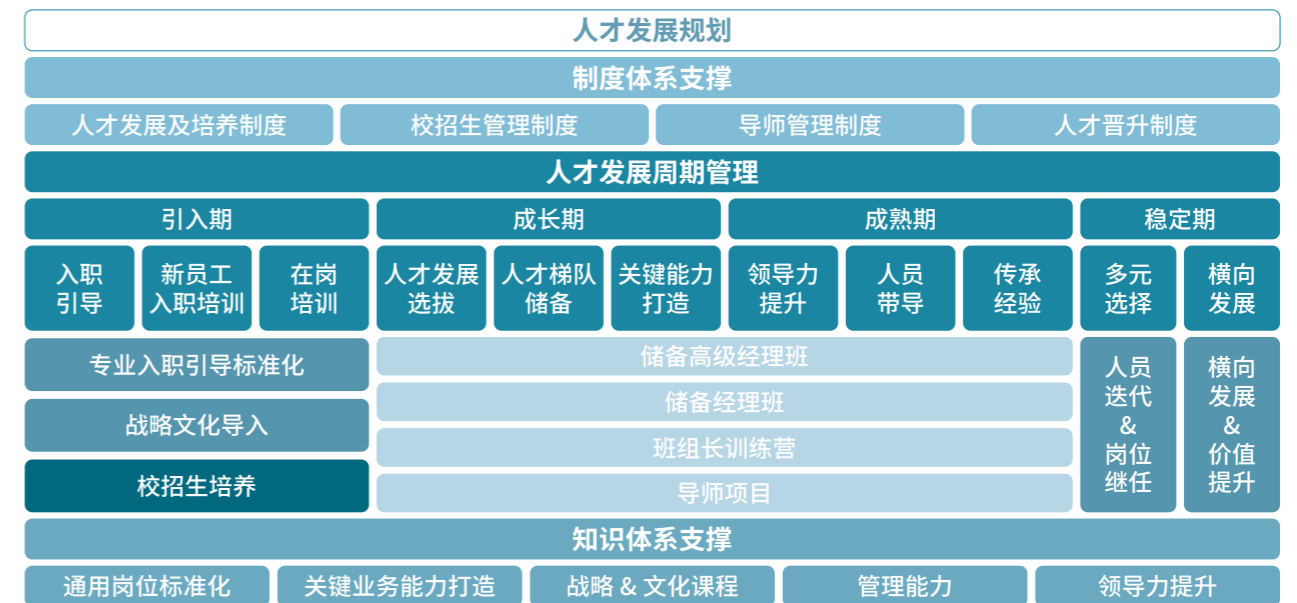 人才发展规划
制度体系支撑
人才发展及培养制度
校招生管理制度
导师管理制度
人才晋升制度
人才发展周期管理
引入期
成长期
成熟期
稳定期
入职
引导
新员工
入职培训
在岗
培训
人才发展
选拔
人才梯队
储备
关键能力
打造
领导力
提升
人员
带导
传承
经验
多元
选择
横向
发展
专业入职引导标准化
战略文化导入
校招生培养
储备高级经理班
储备经理班
班组长训练营
导师项目
人员
迭代
&
岗位
继任
横向
发展
&
价值
提升
知识体系支撑
通用岗位标准化
关键业务能力打造
战略 & 文化课程
管理能力
领导力提升